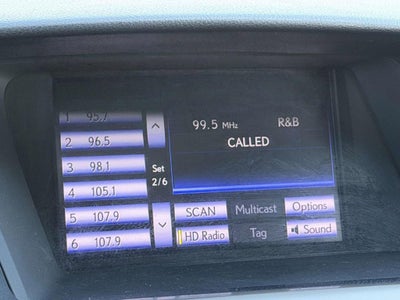 1 95.7
2 96.5
3 98.1
4 105.1
5 107.9
6 107.9
Set
2/6
99.5 MHz R&B
CALLED
SCAN Multicast Options
HD Radio Tag Sound